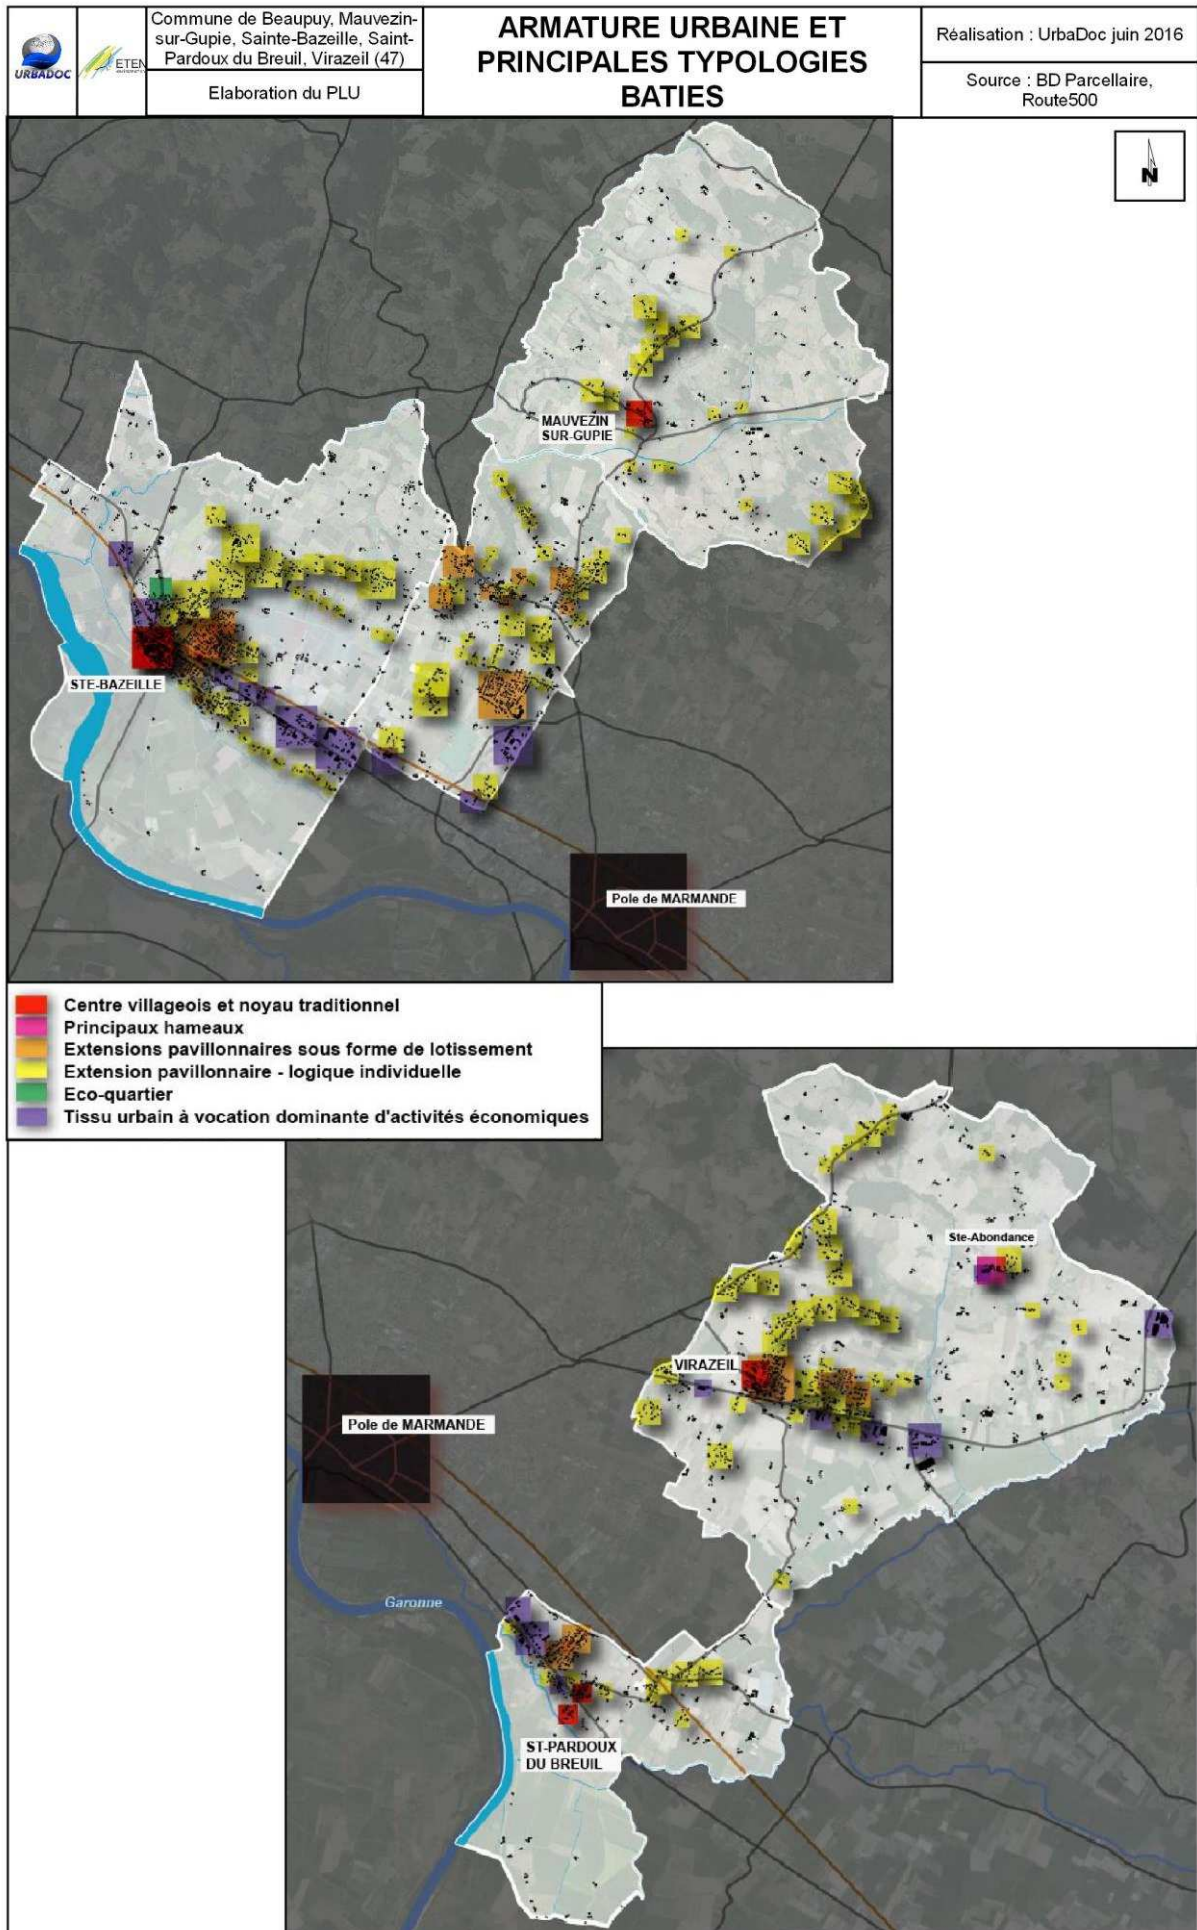 URBADOC
ETEN
Commune de Beaupuy, Mauvezin-
sur-Gupie, Sainte-Bazeille, Saint-
Pardoux du Breuil, Virazeil (47)
Elaboration du PLU
ARMATURE URBAINE ET
PRINCIPALES TYPOLOGIES
BATIES
Réalisation : UrbaDoc juin 2016
Source : BD Parcellaire,
Route500
N
MAUVEZIN
SUR-GUPIE
STE-BAZEILLE
Pole de MARMANDE
Centre villageois et noyau traditionnel
Principaux hameaux
Extensions pavillonnaires sous forme de lotissement
Extension pavillonnaire - logique individuelle
Eco-quartier
Tissu urbain à vocation dominante d'activités économiques
Ste-Abondance
VIRAZEIL
Pole de MARMANDE
Garonne
ST-PARDOUX
DU BREUIL